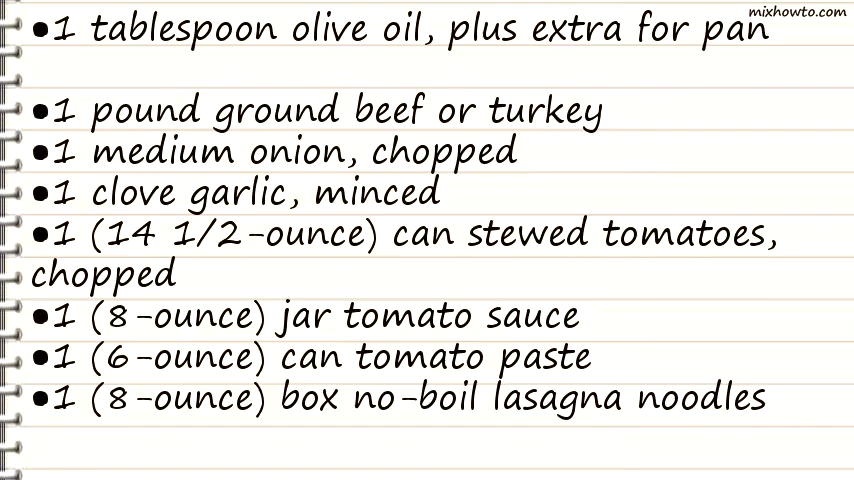 mixhowto.com
•1 tablespoon olive oil, plus extra for pan
•1 pound ground beef or turkey
•1 medium onion, chopped
•1 clove garlic, minced
•1 (14 1/2-ounce) can stewed tomatoes,
chopped
•1 (8-ounce) jar tomato sauce
•1 (6-ounce) can tomato paste
•1 (8-ounce) box no-boil lasagna noodles